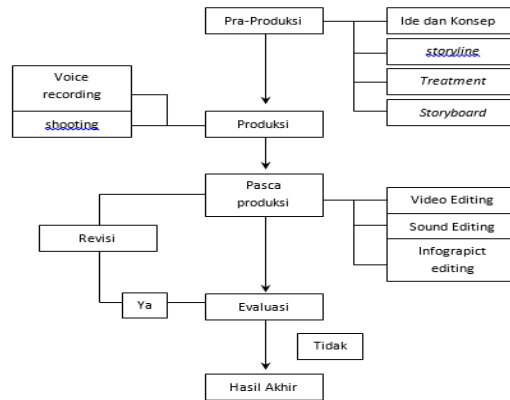 Pra-Produksi
Ide dan Konsep
storyline
Treatment
Storyboard
Voice
recording
shooting
Produksi
Pasca
produksi
Video Editing
Sound Editing
Infograpict
editing
Revisi
Ya
Evaluasi
Tidak
Hasil Akhir